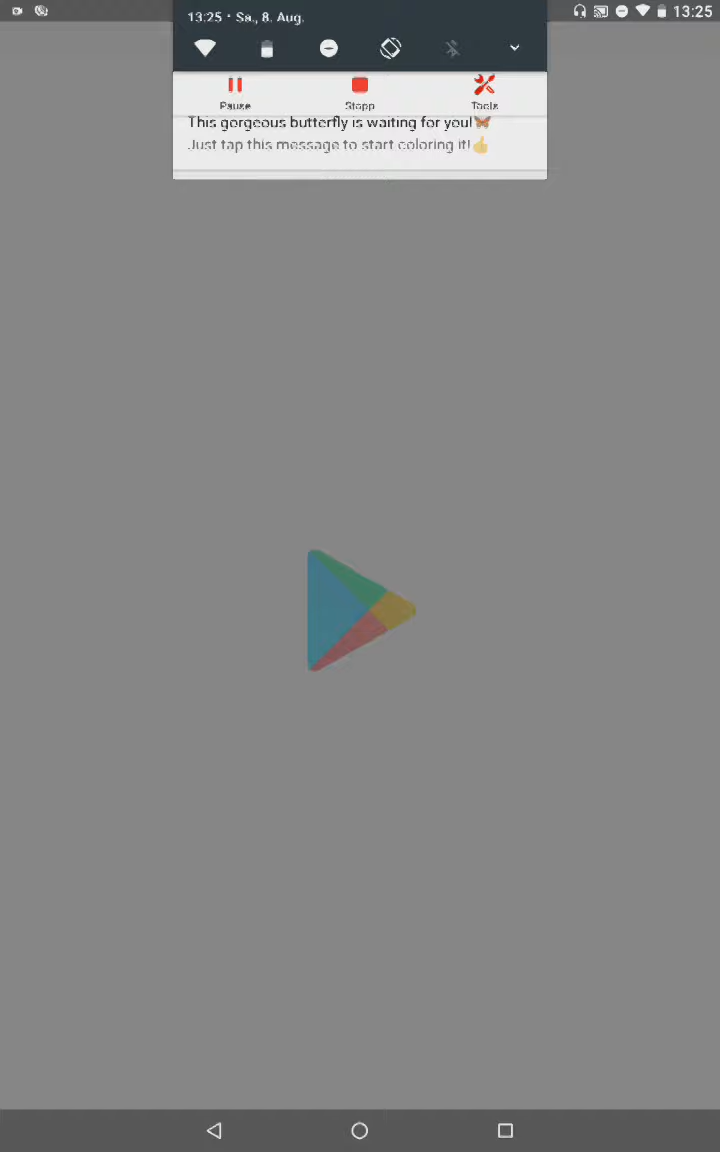 13:25
13:25 • Sa., 8. Aug.
Pause
Stopp
Tools
This gorgeous butterfly is waiting for you!🦋
Just tap this message to start coloring it!👍